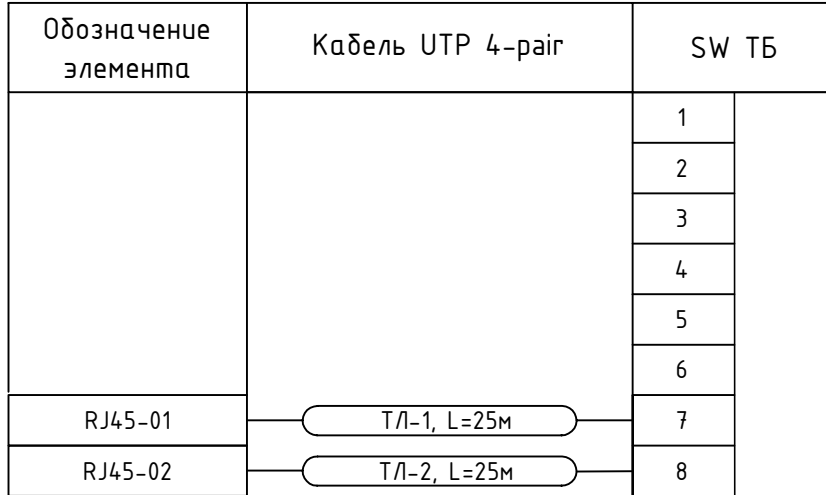 Обозначение
элемента
Кабель UTP 4-pair
SW ТБ
1
2
3
4
5
6
RJ45-01
ТЛ-1, L=25м
7
RJ45-02
ТЛ-2, L=25м
8